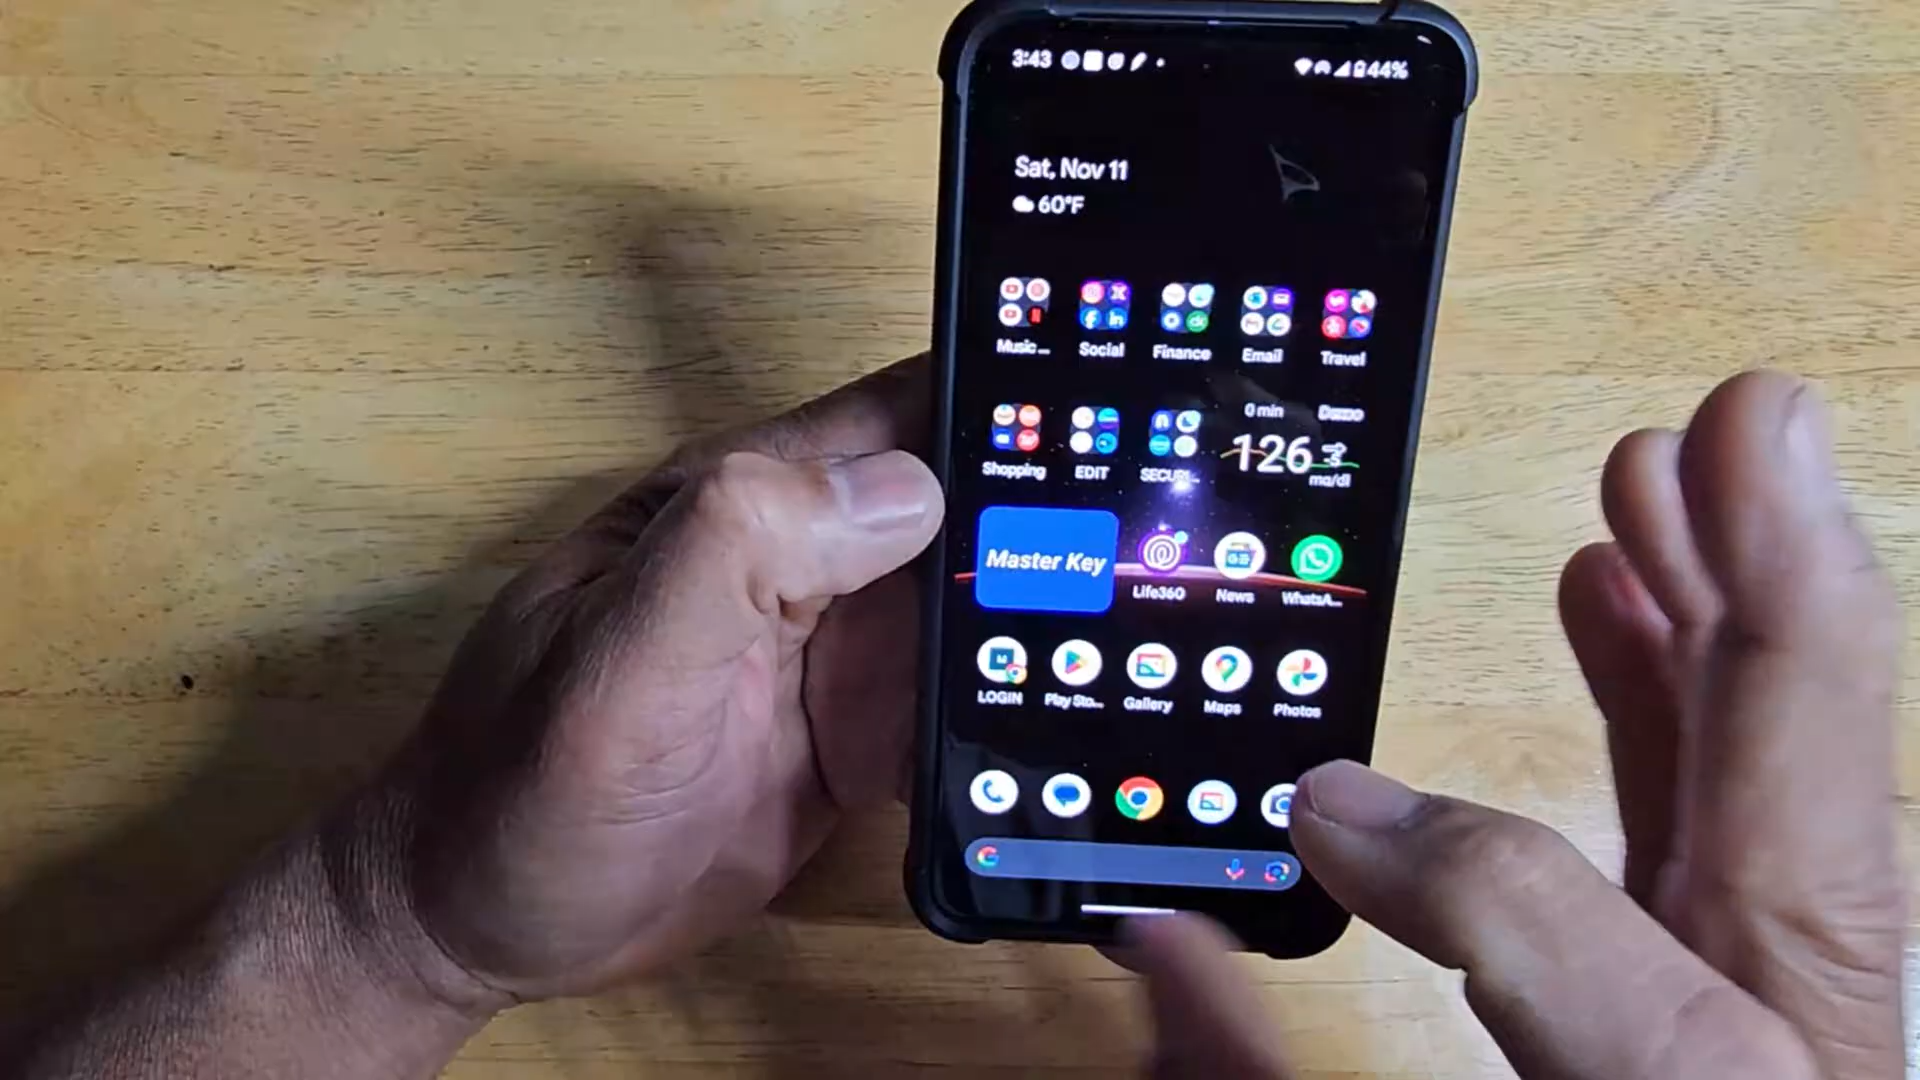 3:43
44%
Sat, Nov 11
60°F
Music ...
Social
Finance
Email
Travel
Shopping
EDIT
SECURI...
0 min
126
mg/dl
Master Key
Life360
News
WhatsA...
LOGIN
Play Sto...
Gallery
Maps
Photos